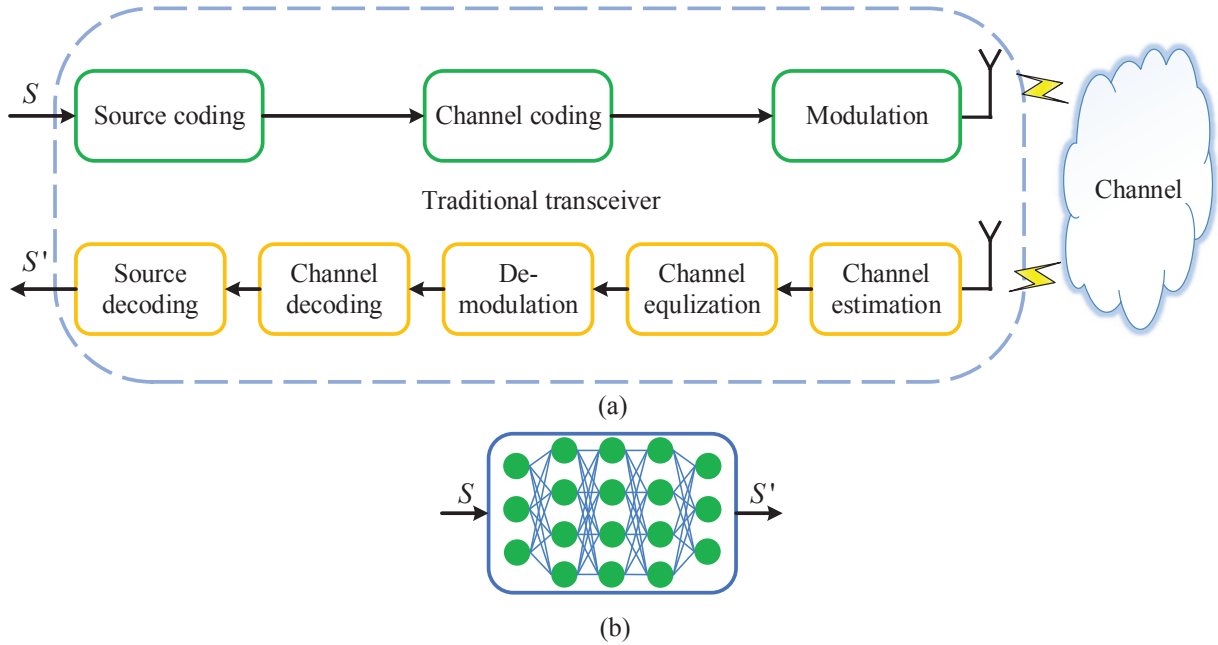 S
Source coding
Channel coding
Modulation
Channel
Traditional transceiver
S'
Source
decoding
Channel
decoding
De-
modulation
Channel
equlization
Channel
estimation
(a)
S
S'
(b)